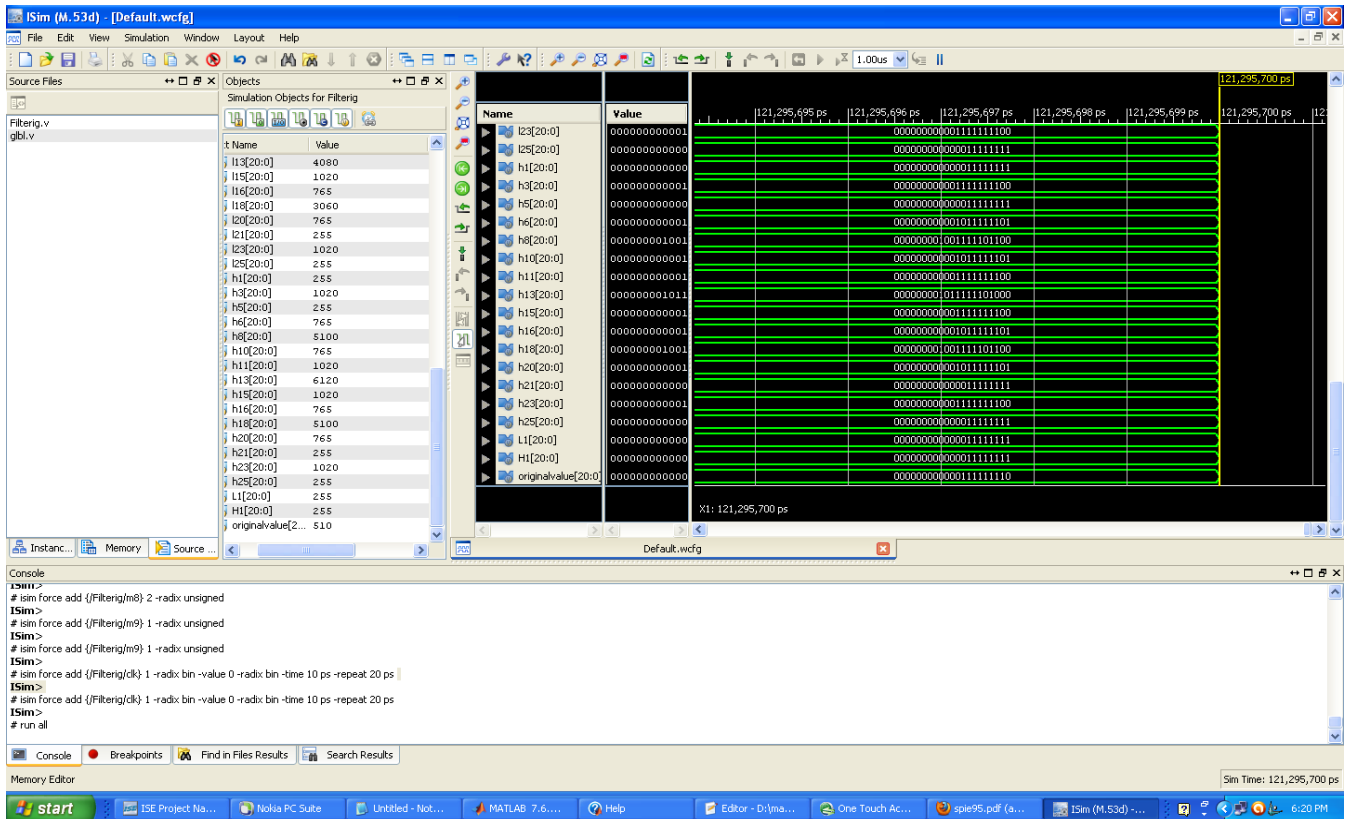 ISim (M.53d) - [Default.wcfg]
File Edit View Simulation Window Layout Help
1.00us
Source Files
Filterig.v
glbl.v
Instanc... Memory Source ...
Objects
Simulation Objects for Filterig
:t Name Value
l13[20:0] 4080
l15[20:0] 1020
l16[20:0] 765
l18[20:0] 3060
l20[20:0] 765
l21[20:0] 255
l23[20:0] 1020
l25[20:0] 255
h1[20:0] 255
h3[20:0] 1020
h5[20:0] 255
h6[20:0] 765
h8[20:0] 5100
h10[20:0] 765
h11[20:0] 1020
h13[20:0] 6120
h15[20:0] 1020
h16[20:0] 765
h18[20:0] 5100
h20[20:0] 765
h21[20:0] 255
h23[20:0] 1020
h25[20:0] 255
L1[20:0] 255
H1[20:0] 255
originalvalue[2... 510
121,295,700 ps
Name Value
121,295,695 ps 121,295,696 ps 121,295,697 ps 121,295,698 ps 121,295,699 ps 121,295,700 ps 12
l23[20:0] 000000000001 000000000001111111100
l25[20:0] 000000000000 000000000000011111111
h1[20:0] 000000000000 000000000000011111111
h3[20:0] 000000000001 000000000001111111100
h5[20:0] 000000000000 000000000000011111111
h6[20:0] 000000000001 000000000001011111101
h8[20:0] 000000001001 000000001001111101100
h10[20:0] 000000000001 000000000001011111101
h11[20:0] 000000000001 000000000001111111100
h13[20:0] 000000001011 000000001011111101000
h15[20:0] 000000000001 000000000001111111100
h16[20:0] 000000000001 000000000001011111101
h18[20:0] 000000001001 000000001001111101100
h20[20:0] 000000000001 000000000001011111101
h21[20:0] 000000000000 000000000000011111111
h23[20:0] 000000000001 000000000001111111100
h25[20:0] 000000000000 000000000000011111111
L1[20:0] 000000000000 000000000000011111111
H1[20:0] 000000000000 000000000000011111111
originalvalue[20:0] 000000000000 000000000000111111110
X1: 121,295,700 ps
Default.wcfg
Console
ISim>
# isim force add {/Filterig/m8} 2 -radix unsigned
ISim>
# isim force add {/Filterig/m9} 1 -radix unsigned
ISim>
# isim force add {/Filterig/m9} 1 -radix unsigned
ISim>
# isim force add {/Filterig/clk} 1 -radix bin -value 0 -radix bin -time 10 ps -repeat 20 ps
ISim>
# isim force add {/Filterig/clk} 1 -radix bin -value 0 -radix bin -time 10 ps -repeat 20 ps
ISim>
# run all
Console Breakpoints Find in Files Results Search Results
Memory Editor Sim Time: 121,295,700 ps
start ISE Project Na... Nokia PC Suite Untitled - Not... MATLAB 7.6.... Help Editor - D:\ma... One Touch Ac... spie95.pdf (a... ISim (M.53d) -... 6:20 PM